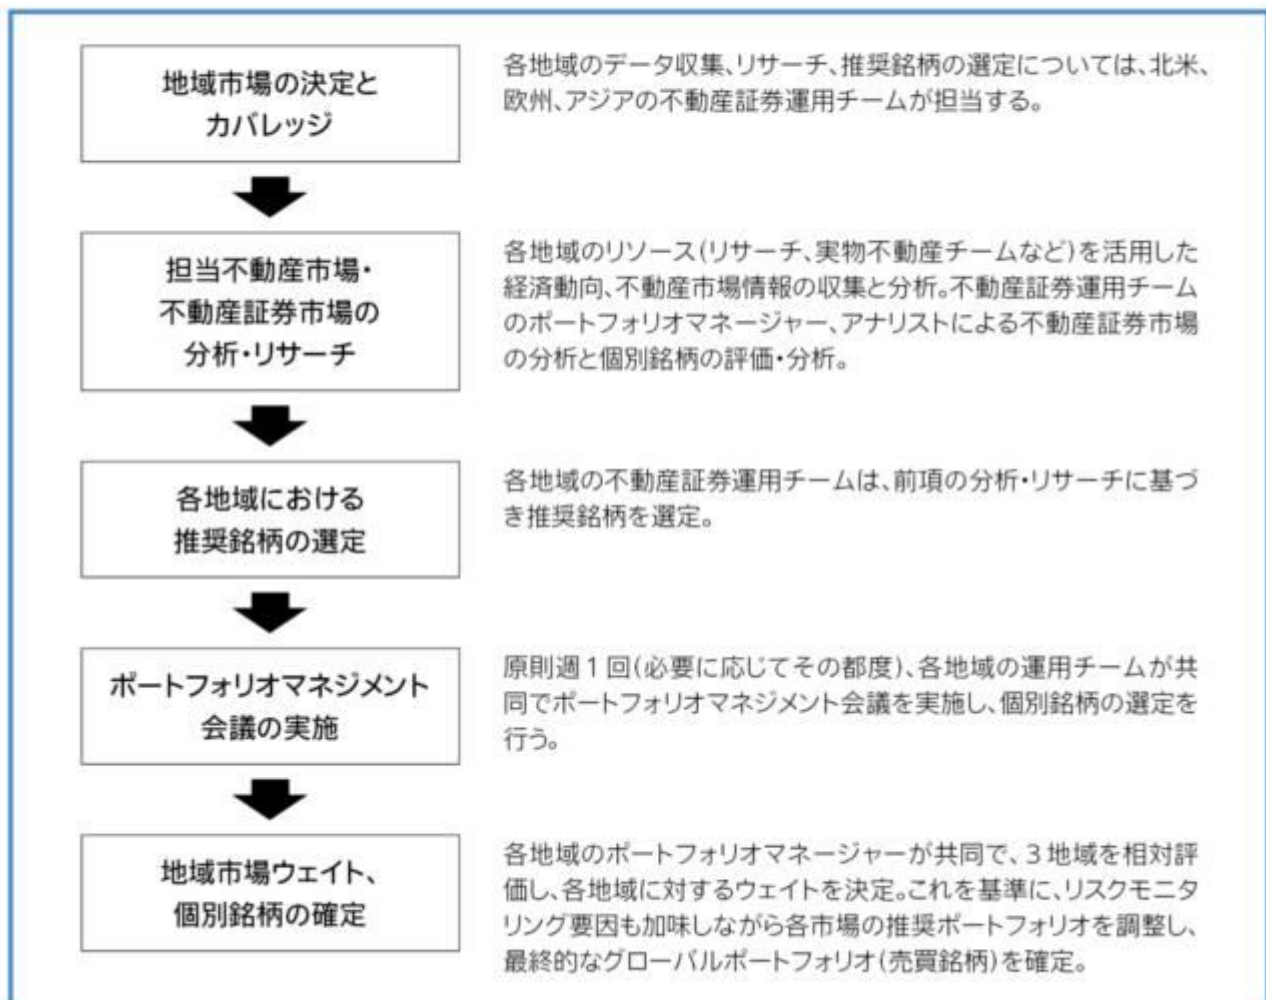 地域市場の決定と
カバレッジ
各地域のデータ収集、リサーチ、推奨銘柄の選定については、北米、
欧州、アジアの不動産証券運用チームが担当する。
担当不動産市場・
不動産証券市場の
分析・リサーチ
各地域のリソース(リサーチ、実物不動産チームなど)を活用した
経済動向、不動産市場情報の収集と分析。不動産証券運用チーム
のポートフォリオマネージャー、アナリストによる不動産証券市場
の分析と個別銘柄の評価・分析。
各地域における
推奨銘柄の選定
各地域の不動産証券運用チームは、前項の分析・リサーチに基づ
き推奨銘柄を選定。
ポートフォリオマネジメント
会議の実施
原則週1回(必要に応じてその都度)、各地域の運用チームが共
同でポートフォリオマネジメント会議を実施し、個別銘柄の選定を
行う。
地域市場ウェイト、
個別銘柄の確定
各地域のポートフォリオマネージャーが共同で、3地域を相対評
価し、各地域に対するウェイトを決定。これを基準に、リスクモニタ
リング要因も加味しながら各市場の推奨ポートフォリオを調整し、
最終的なグローバルポートフォリオ(売買銘柄)を確定。